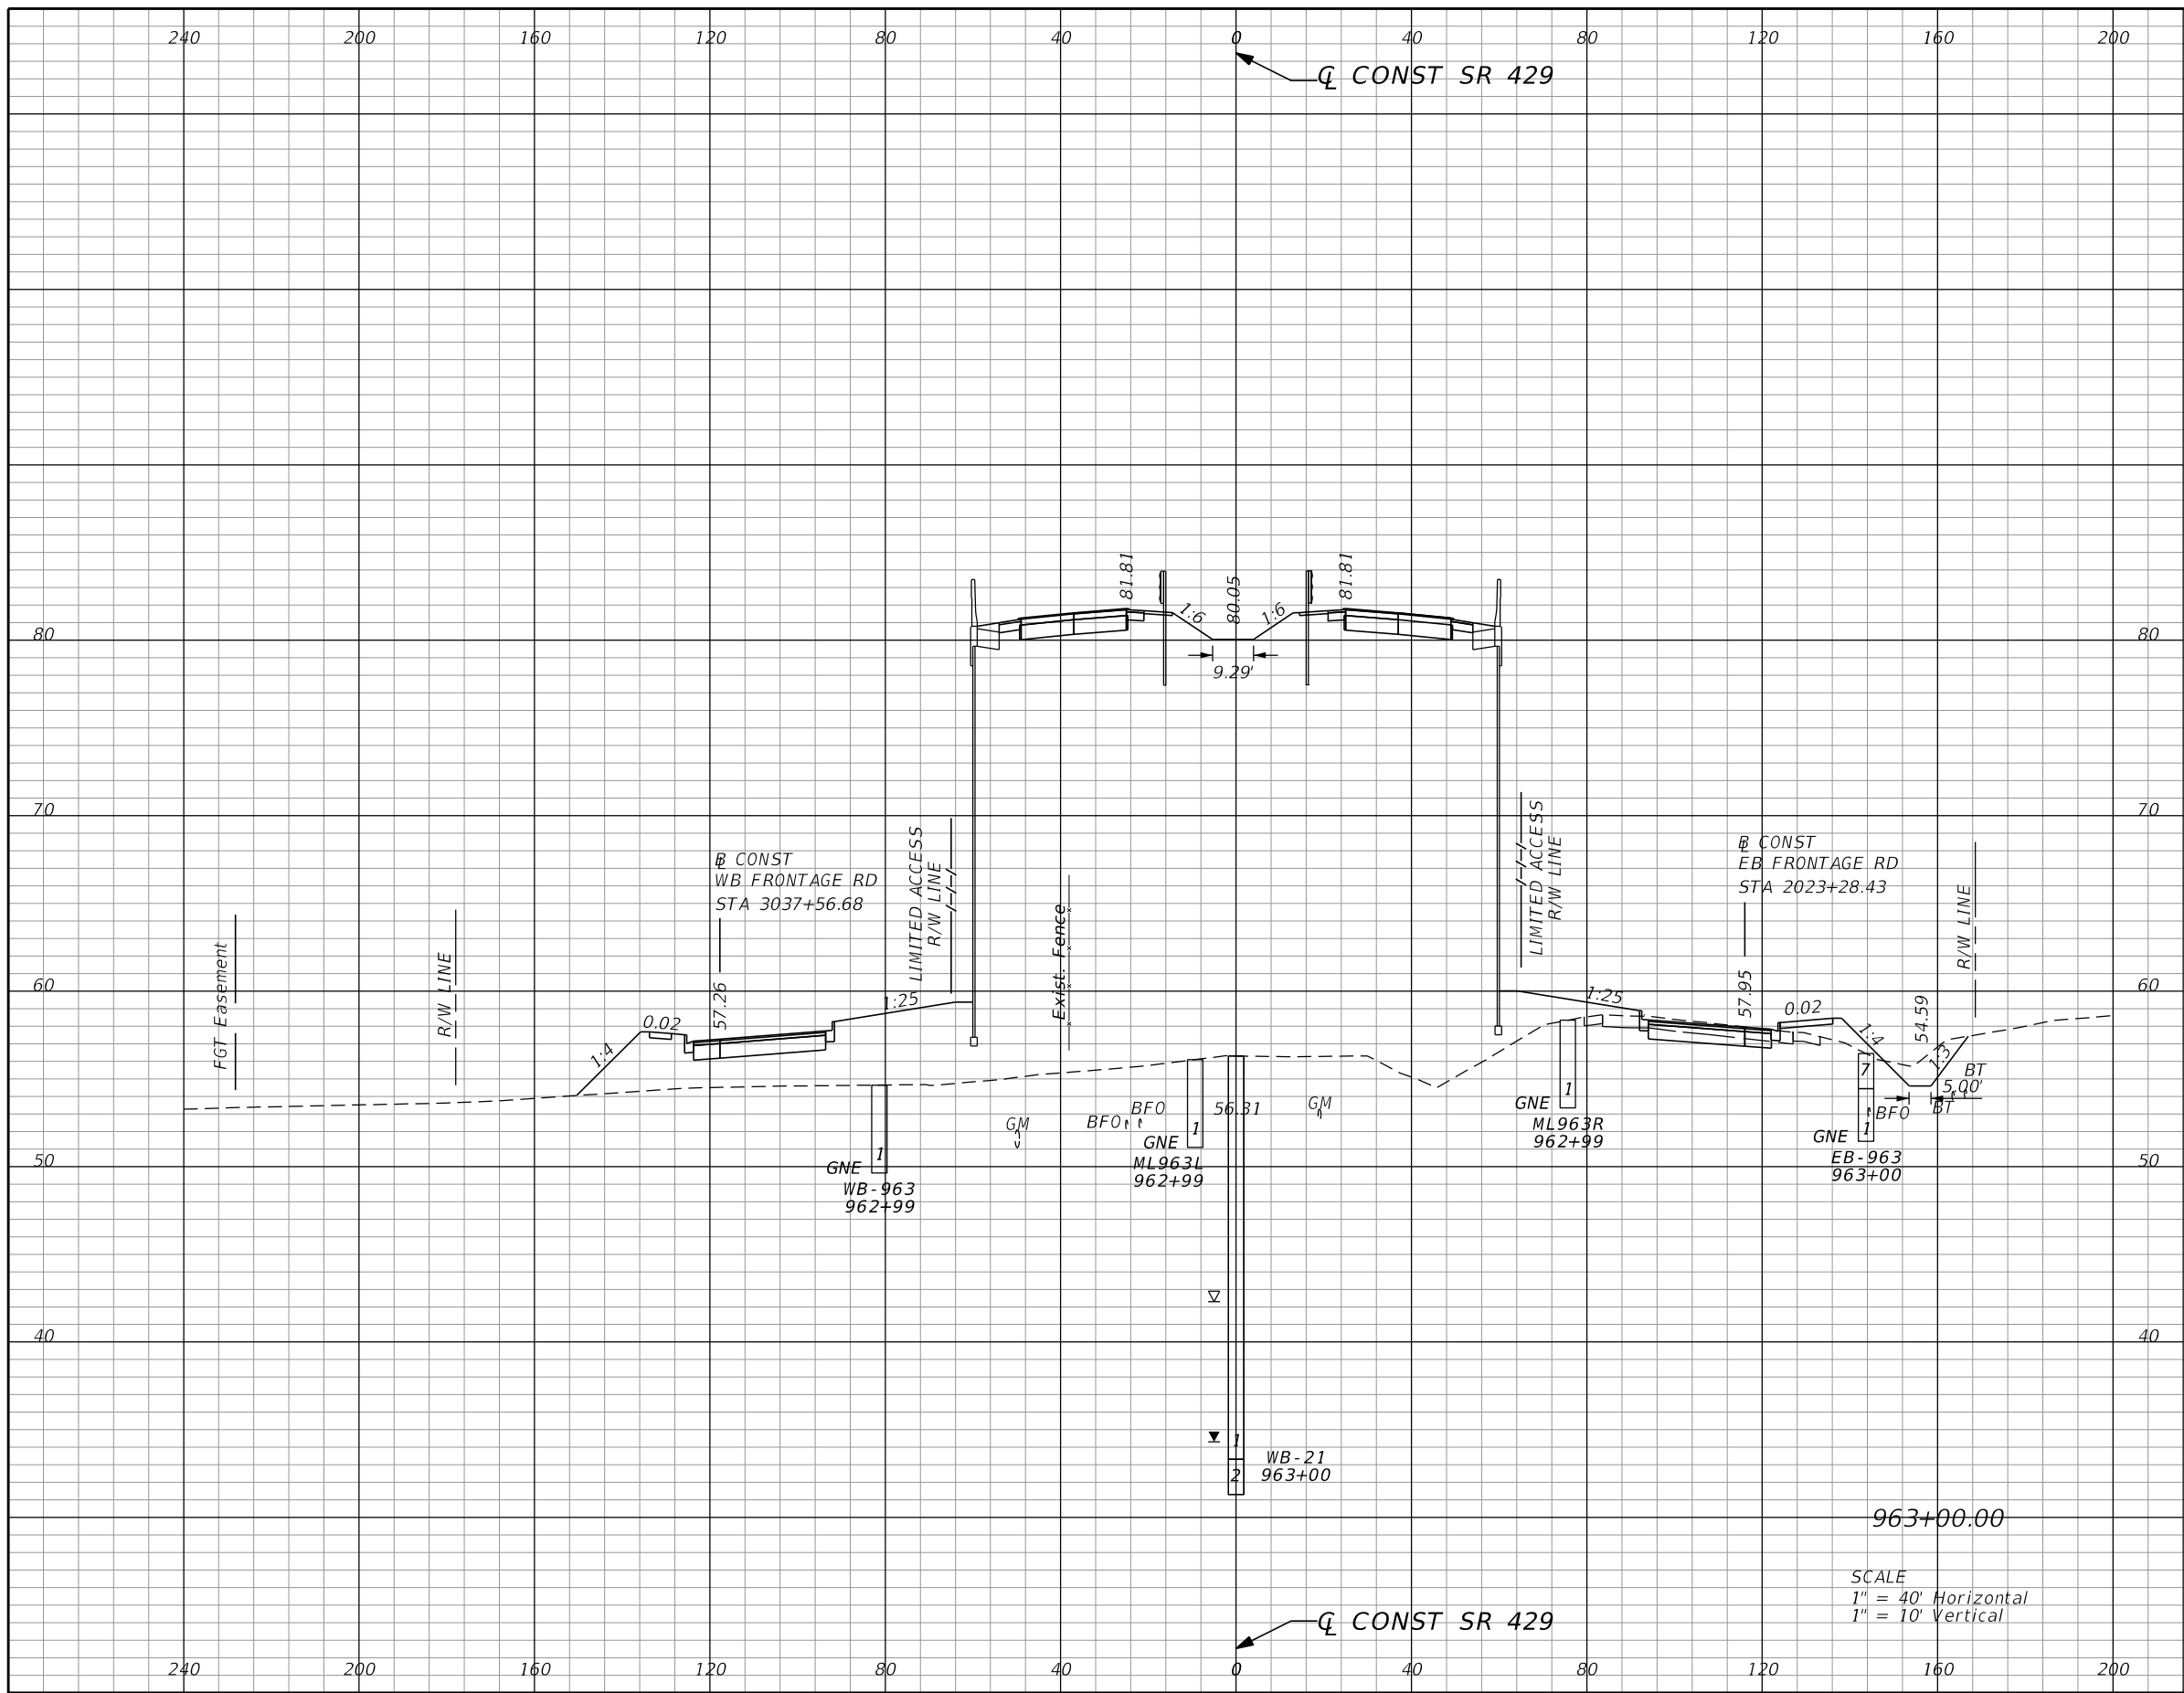 240 200 160 120 80 40 0 40 80 120 160 200
℄ CONST SR 429
81.81
80.05
81.81
1:6
1:6
80
80
9.29'
70
70
LIMITED ACCESS
R/W LINE
LIMITED ACCESS
R/W LINE
B̲L CONST
WB FRONTAGE RD
STA 3037+56.68
B̲L CONST
EB FRONTAGE RD
STA 2023+28.43
FGT Easement
R/W LINE
Exist. Fence
R/W LINE
60
60
57.26
1:25
1:25
57.95
0.02
54.59
0.02
1:4
1:4
1:3
BT
5.00'
BT
BFO
GM
BFO
BFO
56.31
GM
1
GNE
WB-963
962+99
1
GNE
ML963L
962+99
1
GNE
ML963R
962+99
7
1
GNE
EB-963
963+00
50
50
40
40
1
2
WB-21
963+00
963+00.00
SCALE
1" = 40' Horizontal
1" = 10' Vertical
℄ CONST SR 429
240 200 160 120 80 40 0 40 80 120 160 200